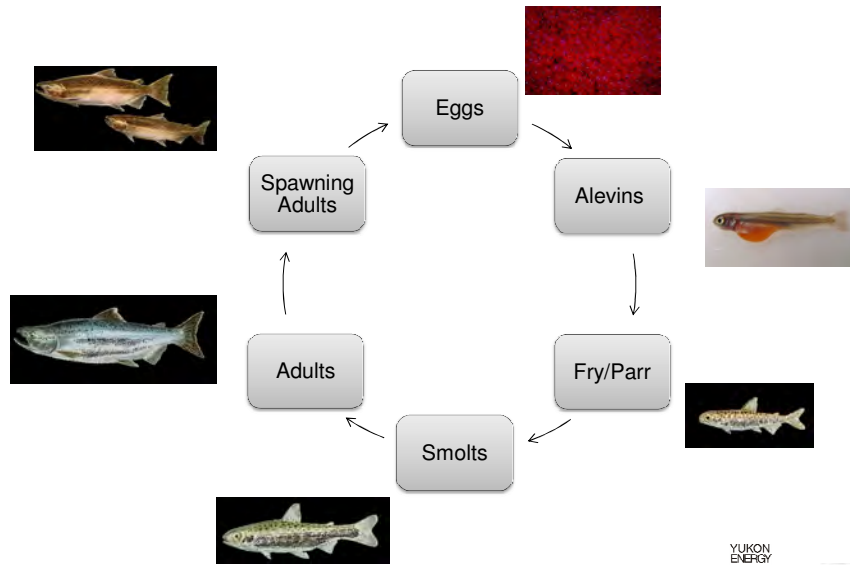 Eggs
Alevins
Fry/Parr
Smolts
Adults
Spawning
Adults
YUKON
ENERGY